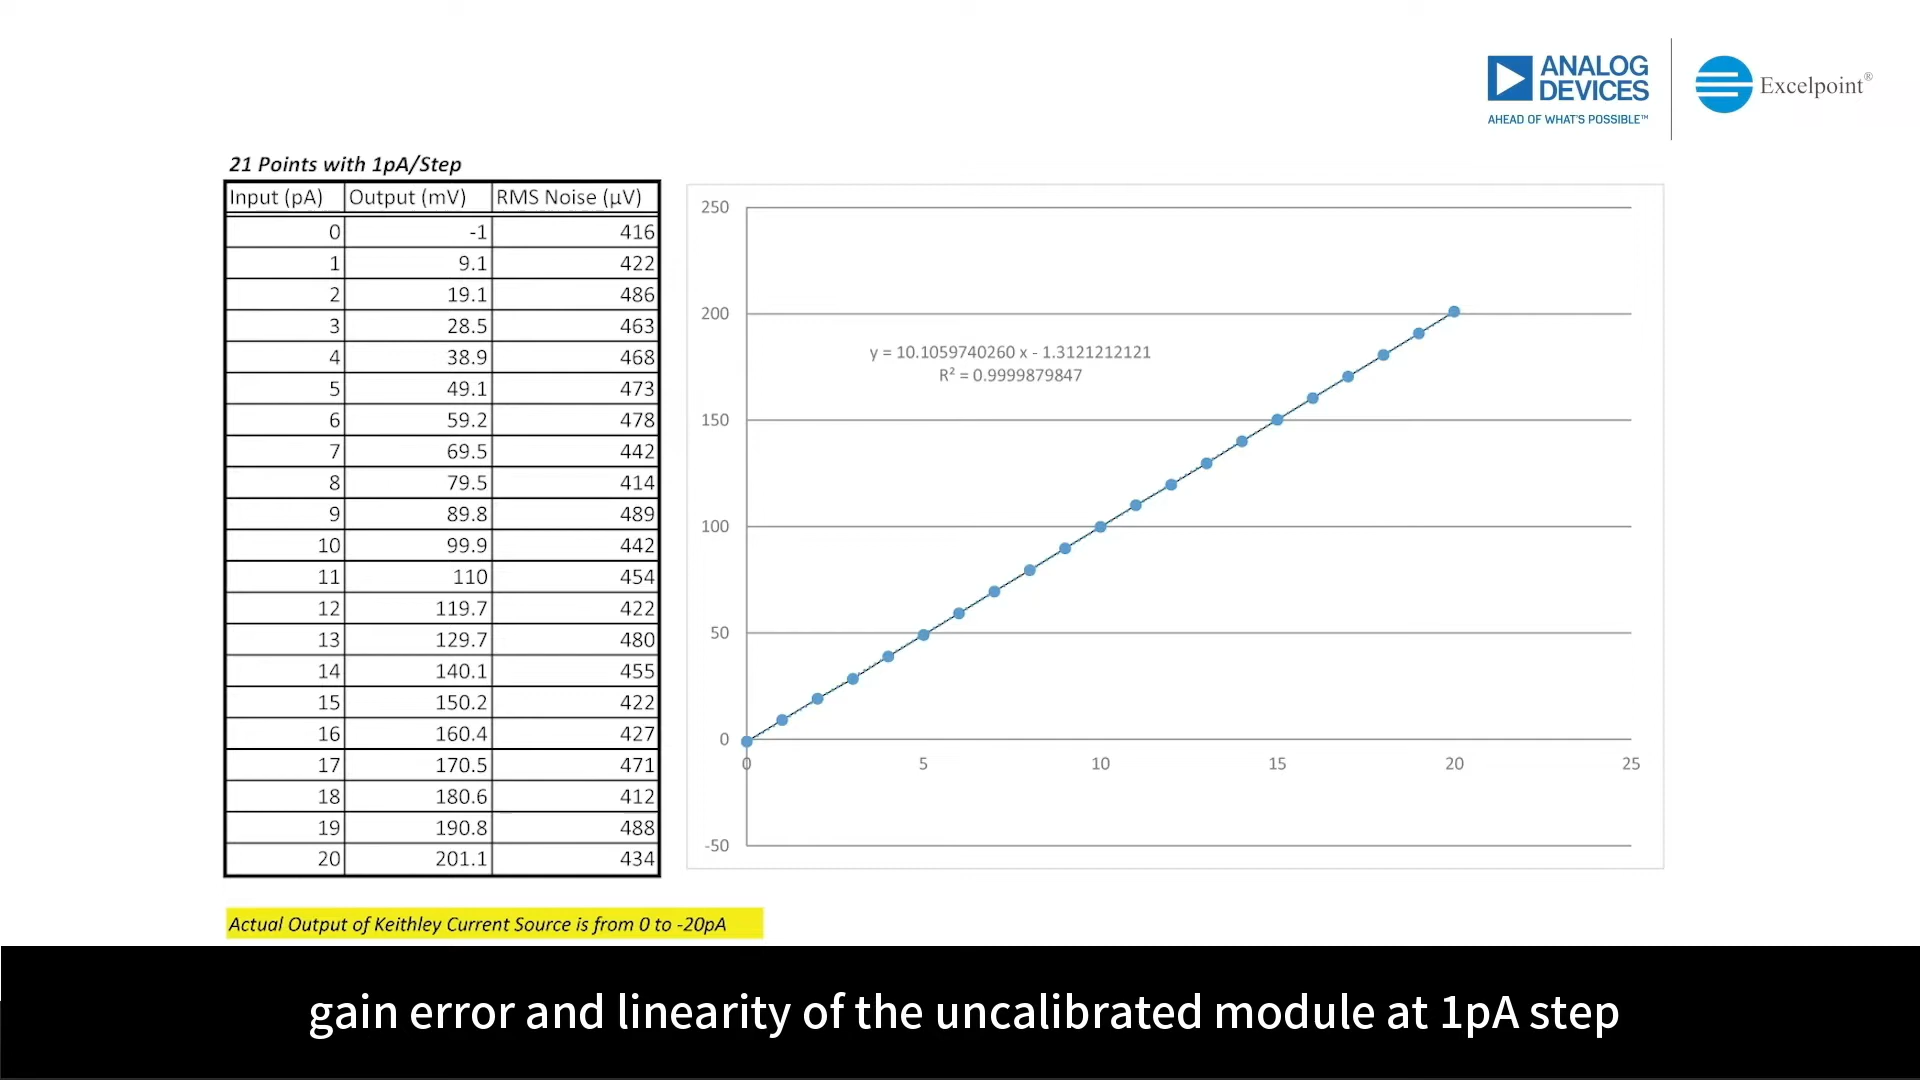 ANALOG
DEVICES
AHEAD OF WHAT'S POSSIBLE™
Excelpoint®
21 Points with 1pA/Step
Input (pA) Output (mV) RMS Noise (µV)
0 -1 416
1 9.1 422
2 19.1 486
3 28.5 463
4 38.9 468
5 49.1 473
6 59.2 478
7 69.5 442
8 79.5 414
9 89.8 489
10 99.9 442
11 110 454
12 119.7 422
13 129.7 480
14 140.1 455
15 150.2 422
16 160.4 427
17 170.5 471
18 180.6 412
19 190.8 488
20 201.1 434
250
200
150
100
50
0
-50
y = 10.1059740260 x - 1.3121212121
R² = 0.9999879847
0 5 10 15 20 25
Actual Output of Keithley Current Source is from 0 to -20pA
gain error and linearity of the uncalibrated module at 1pA step